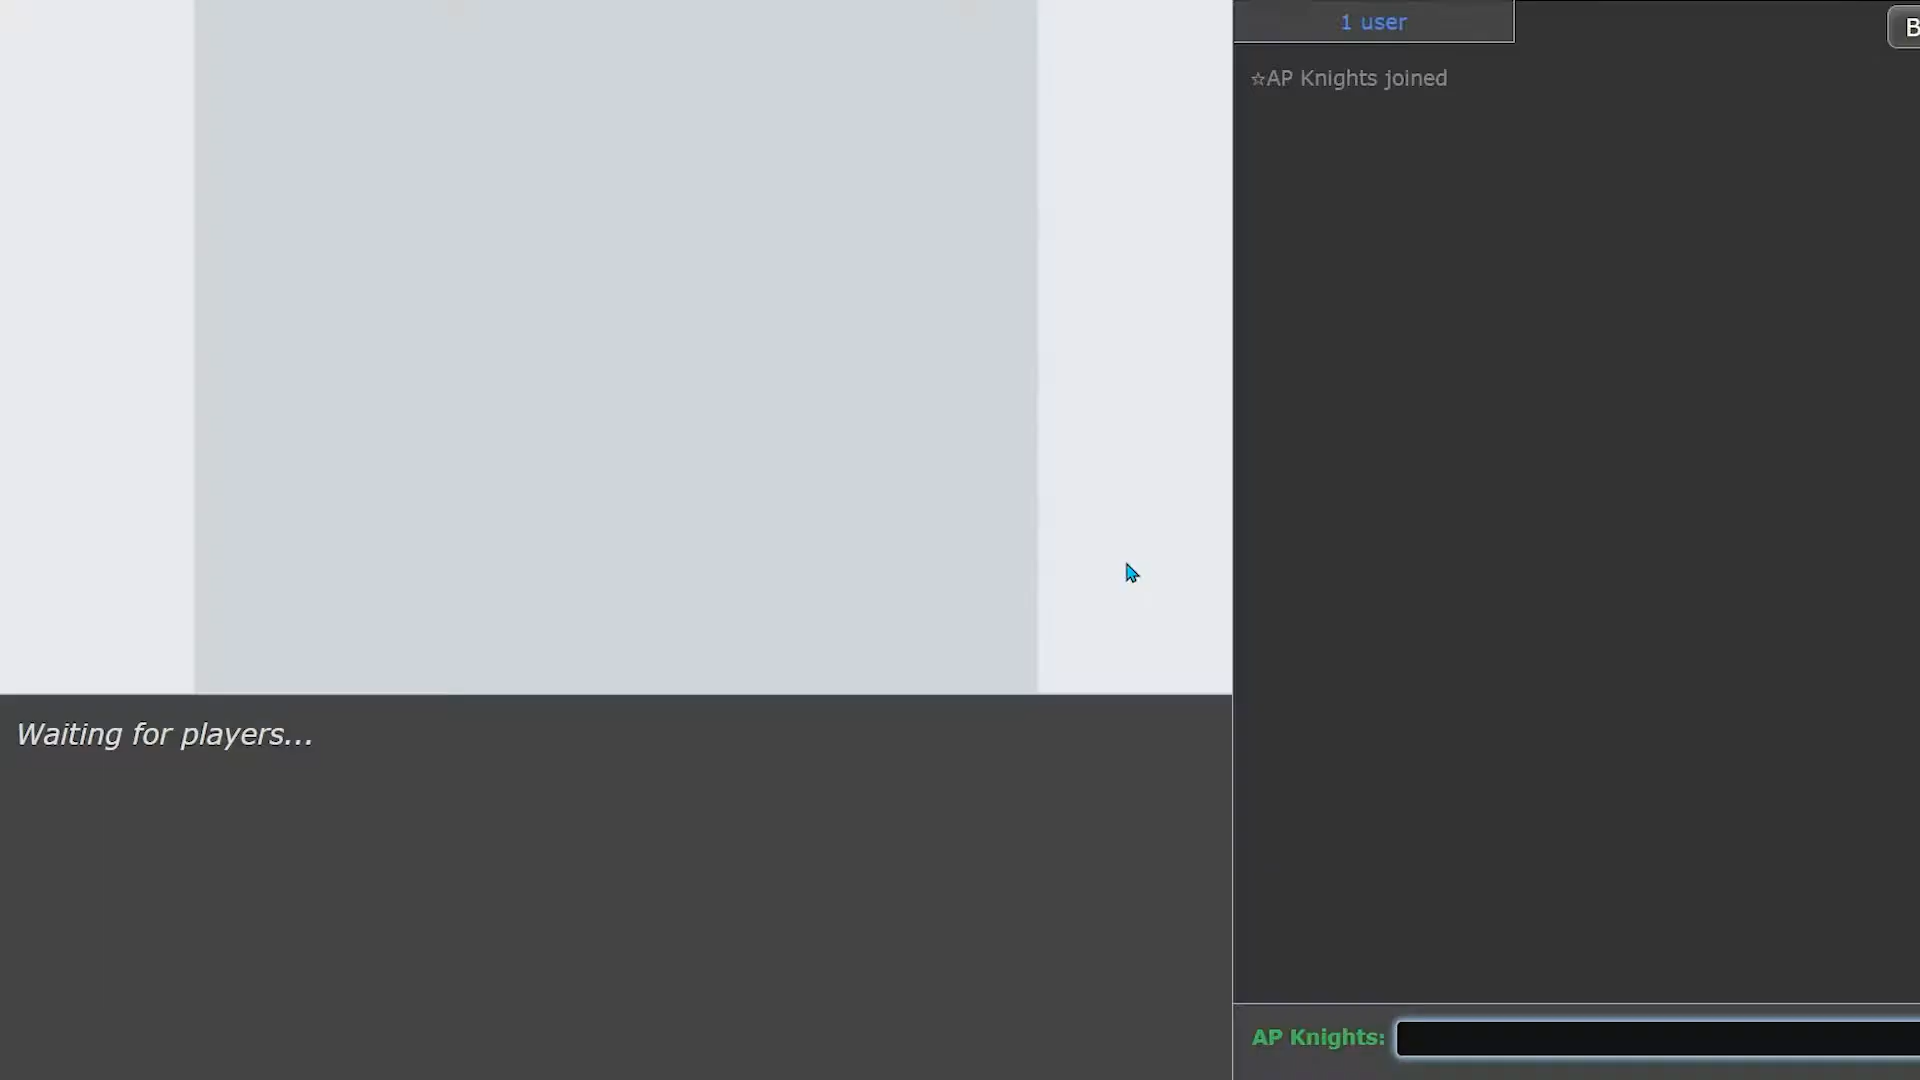 1 user
B
☆AP Knights joined
Waiting for players...
AP Knights: